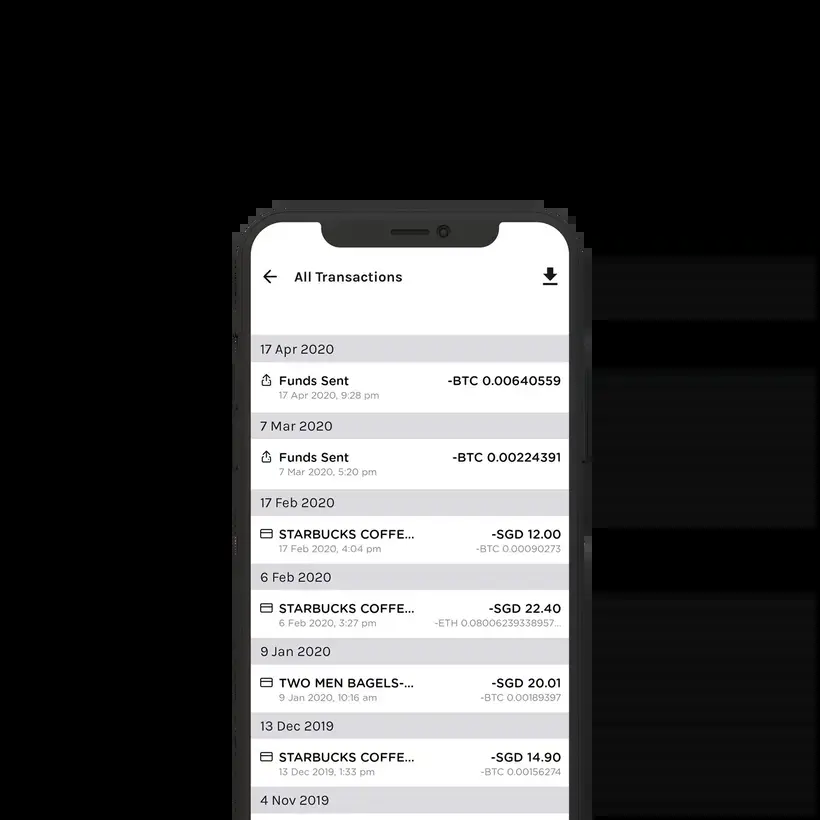 All Transactions
17 Apr 2020
Funds Sent -BTC 0.00640559
17 Apr 2020, 9:28 pm
7 Mar 2020
Funds Sent -BTC 0.00224391
7 Mar 2020, 5:20 pm
17 Feb 2020
STARBUCKS COFFE... -SGD 12.00
17 Feb 2020, 4:04 pm -BTC 0.00090273
6 Feb 2020
STARBUCKS COFFE... -SGD 22.40
6 Feb 2020, 3:27 pm -ETH 0.08006239338957...
9 Jan 2020
TWO MEN BAGELS-... -SGD 20.01
9 Jan 2020, 10:16 am -BTC 0.00189397
13 Dec 2019
STARBUCKS COFFE... -SGD 14.90
13 Dec 2019, 1:33 pm -BTC 0.00156274
4 Nov 2019